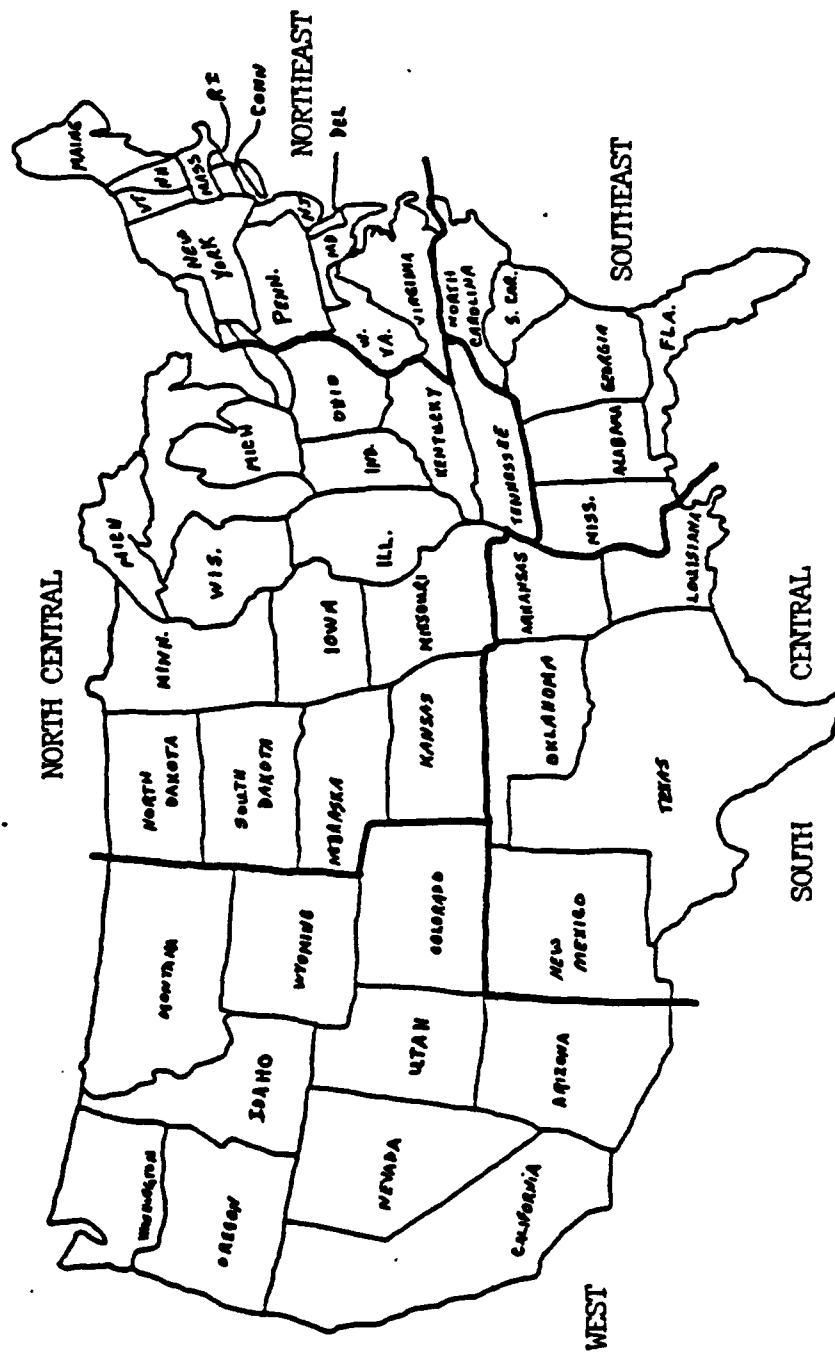 NORTH CENTRAL
NORTHEAST
SOUTHEAST
SOUTH CENTRAL
WEST
WASHINGTON
OREGON
CALIFORNIA
NEVADA
IDAHO
MONTANA
WYOMING
UTAH
ARIZONA
COLORADO
NEW
MEXICO
NORTH
DAKOTA
SOUTH
DAKOTA
NEBRASKA
KANSAS
OKLAHOMA
TEXAS
MINN.
IOWA
MISSOURI
ARKANSAS
LOUISIANA
WIS.
ILL.
MICH
MICH
IND.
OHIO
KENTUCKY
TENNESSEE
MISS.
ALABAMA
GEORGIA
FLA.
S. CAR.
NORTH
CAROLINA
VIRGINIA
W.
VA.
MD
DEL
PENN.
NJ
NEW
YORK
CONN
RI
MASS
VT
NH
MAINE